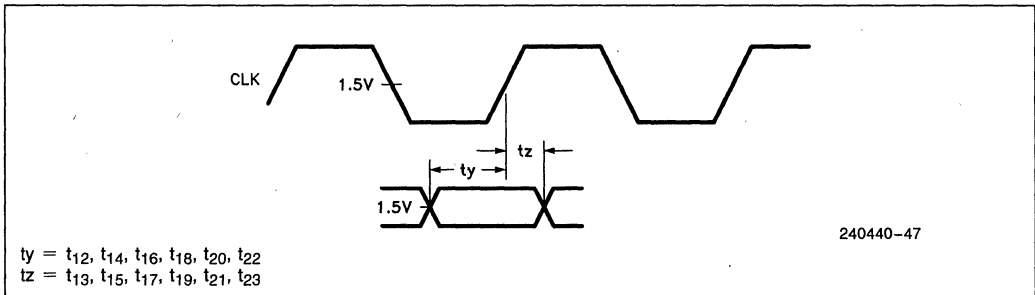 CLK
1.5V
tz
ty
1.5V
240440–47
ty = t12, t14, t16, t18, t20, t22
tz = t13, t15, t17, t19, t21, t23